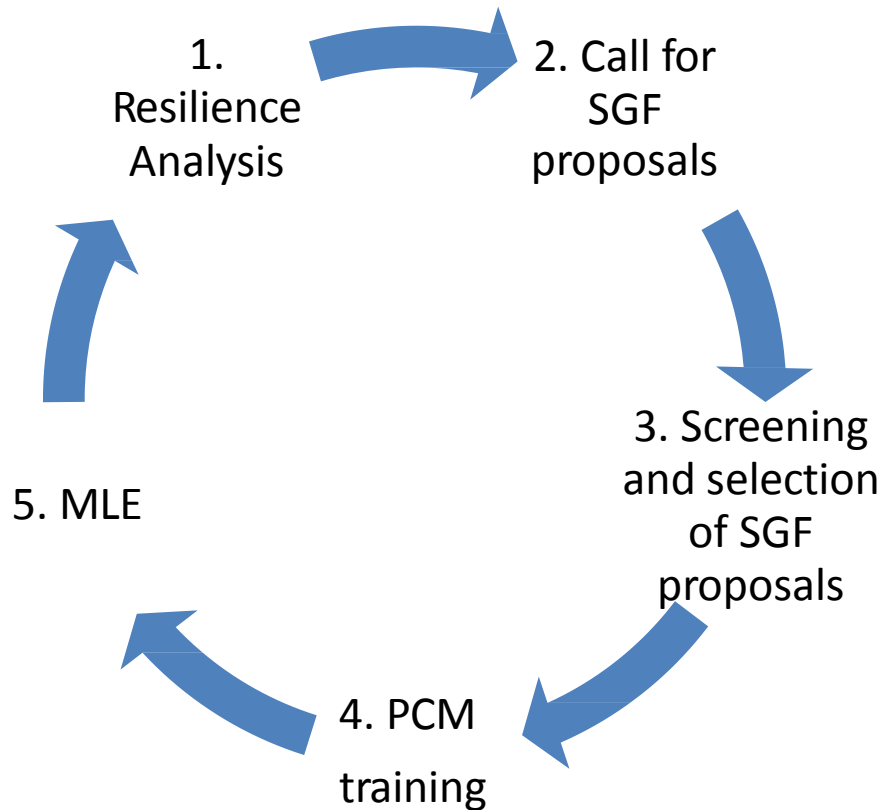 1.
Resilience
Analysis
2. Call for
SGF
proposals
3. Screening
and selection
of SGF
proposals
4. PCM
training
5. MLE